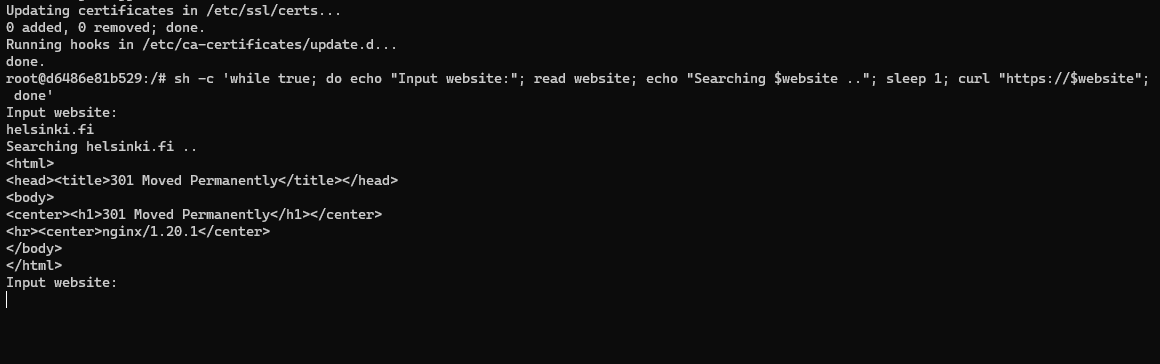 Updating certificates in /etc/ssl/certs...
0 added, 0 removed; done.
Running hooks in /etc/ca-certificates/update.d...
done.
root@d6486e81b529:/# sh -c 'while true; do echo "Input website:"; read website; echo "Searching $website .."; sleep 1; curl "https://$website";
 done'
Input website:
helsinki.fi
Searching helsinki.fi ..
<html>
<head><title>301 Moved Permanently</title></head>
<body>
<center><h1>301 Moved Permanently</h1></center>
<hr><center>nginx/1.20.1</center>
</body>
</html>
Input website: